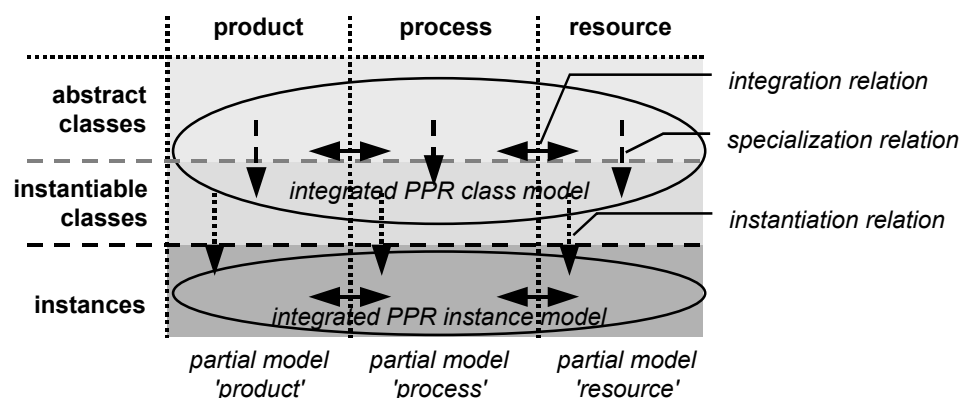 product process resource
abstract
classes
integration relation
specialization relation
instantiable
classes
integrated PPR class model
instantiation relation
instances
integrated PPR instance model
partial model
'product'
partial model
'process'
partial model
'resource'